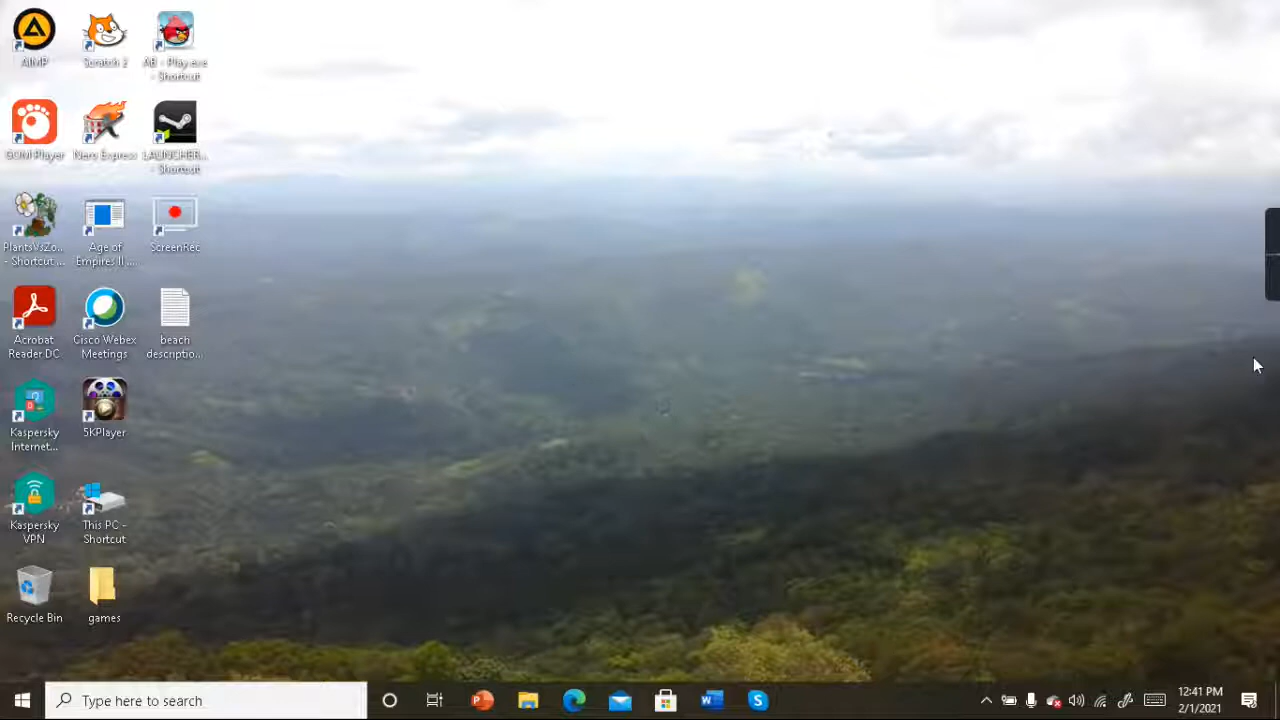 AIMP
Scratch 2
AB - Play.exe
- Shortcut
GOM Player
Nero Express
LAUNCHER...
- Shortcut
PlantsVsZo...
- Shortcut ...
Age of
Empires II ...
ScreenRec
Acrobat
Reader DC
Cisco Webex
Meetings
beach
descriptio...
Kaspersky
Internet...
5KPlayer
Kaspersky
VPN
This PC -
Shortcut
Recycle Bin
games
Type here to search
12:41 PM
2/1/2021